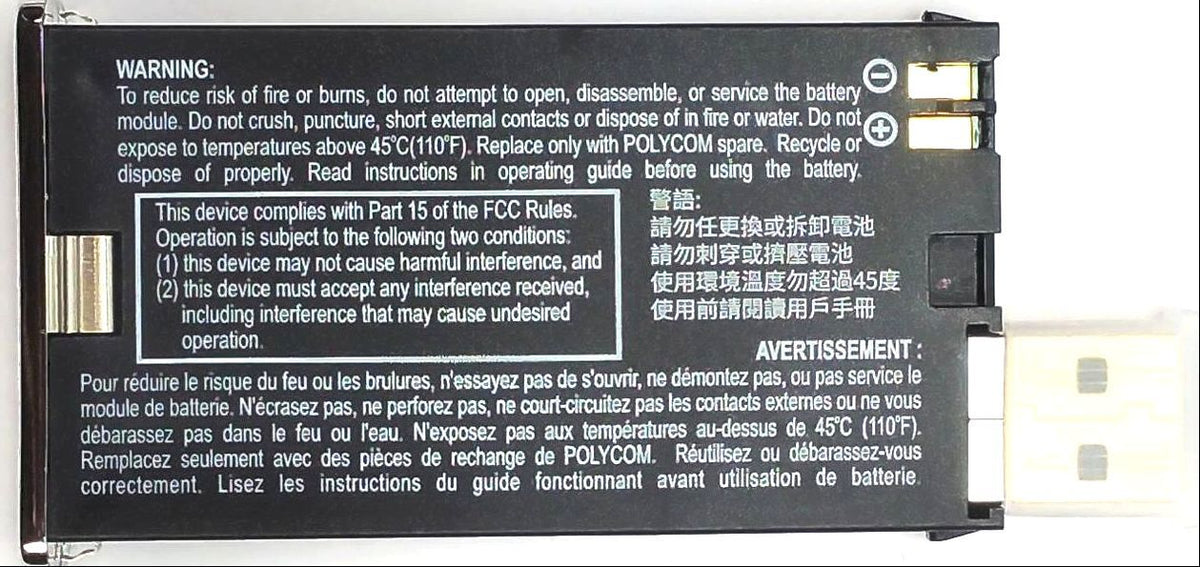 WARNING:
To reduce risk of fire or burns, do not attempt to open, disassemble, or service the battery
module. Do not crush, puncture, short external contacts or dispose of in fire or water. Do not
expose to temperatures above 45°C(110°F). Replace only with POLYCOM spare. Recycle or
dispose of properly. Read instructions in operating guide before using the battery.
This device complies with Part 15 of the FCC Rules.
Operation is subject to the following two conditions:
(1) this device may not cause harmful interference, and
(2) this device must accept any interference received,
including interference that may cause undesired
operation.
警語:
請勿任更換或拆卸電池
請勿刺穿或擠壓電池
使用環境溫度勿超過45度
使用前請閱讀用戶手冊
AVERTISSEMENT :
Pour réduire le risque du feu ou les brulures, n'essayez pas de s'ouvrir, ne démontez pas, ou pas service le
module de batterie. N'écrasez pas, ne perforez pas, ne court-circuitez pas les contacts externes ou ne vous
débarassez pas dans le feu ou l'eau. N'exposez pas aux températures au-dessus de 45°C (110°F).
Remplacez seulement avec des pièces de rechange de POLYCOM. Réutilisez ou débarassez-vous
correctement. Lisez les instructions du guide fonctionnant avant utilisation de batterie.